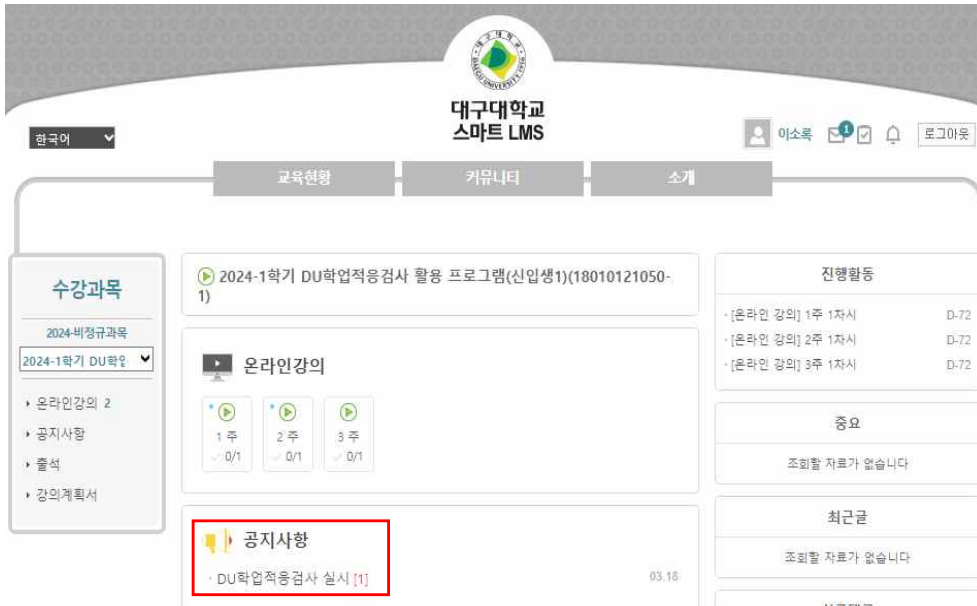 대구대학교
스마트 LMS
한국어
이소록
1
로그아웃
교육현황
커뮤니티
소개
수강과목
2024-비정규과목
2024-1학기 DU학업
온라인강의 2
공지사항
출석
강의계획서
2024-1학기 DU학업적응검사 활용 프로그램(신입생1)(18010121050-
1)
온라인강의
1 주
0/1
2 주
0/1
3 주
0/1
공지사항
· DU학업적응검사 실시 [1]
03.18
진행활동
· [온라인 강의] 1주 1차시 D-72
· [온라인 강의] 2주 1차시 D-72
· [온라인 강의] 3주 1차시 D-72
중요
조회할 자료가 없습니다
최근글
조회할 자료가 없습니다